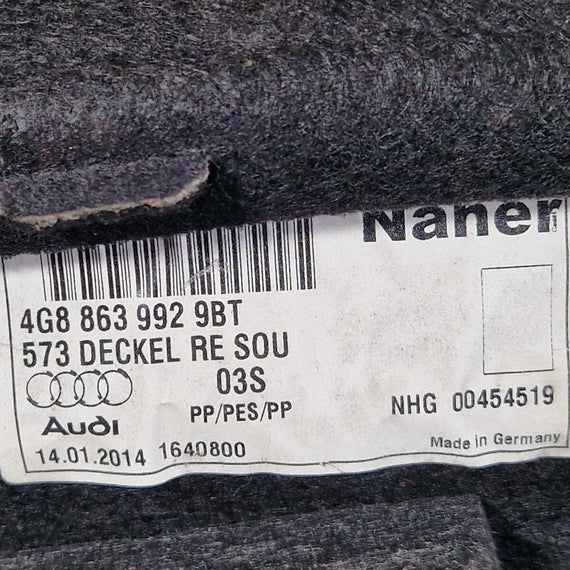 Naher
4G8 863 992 9BT
573 DECKEL RE SOU
03S
PP/PES/PP
NHG 00454519
Audi
Made in Germany
14.01.2014 1640800